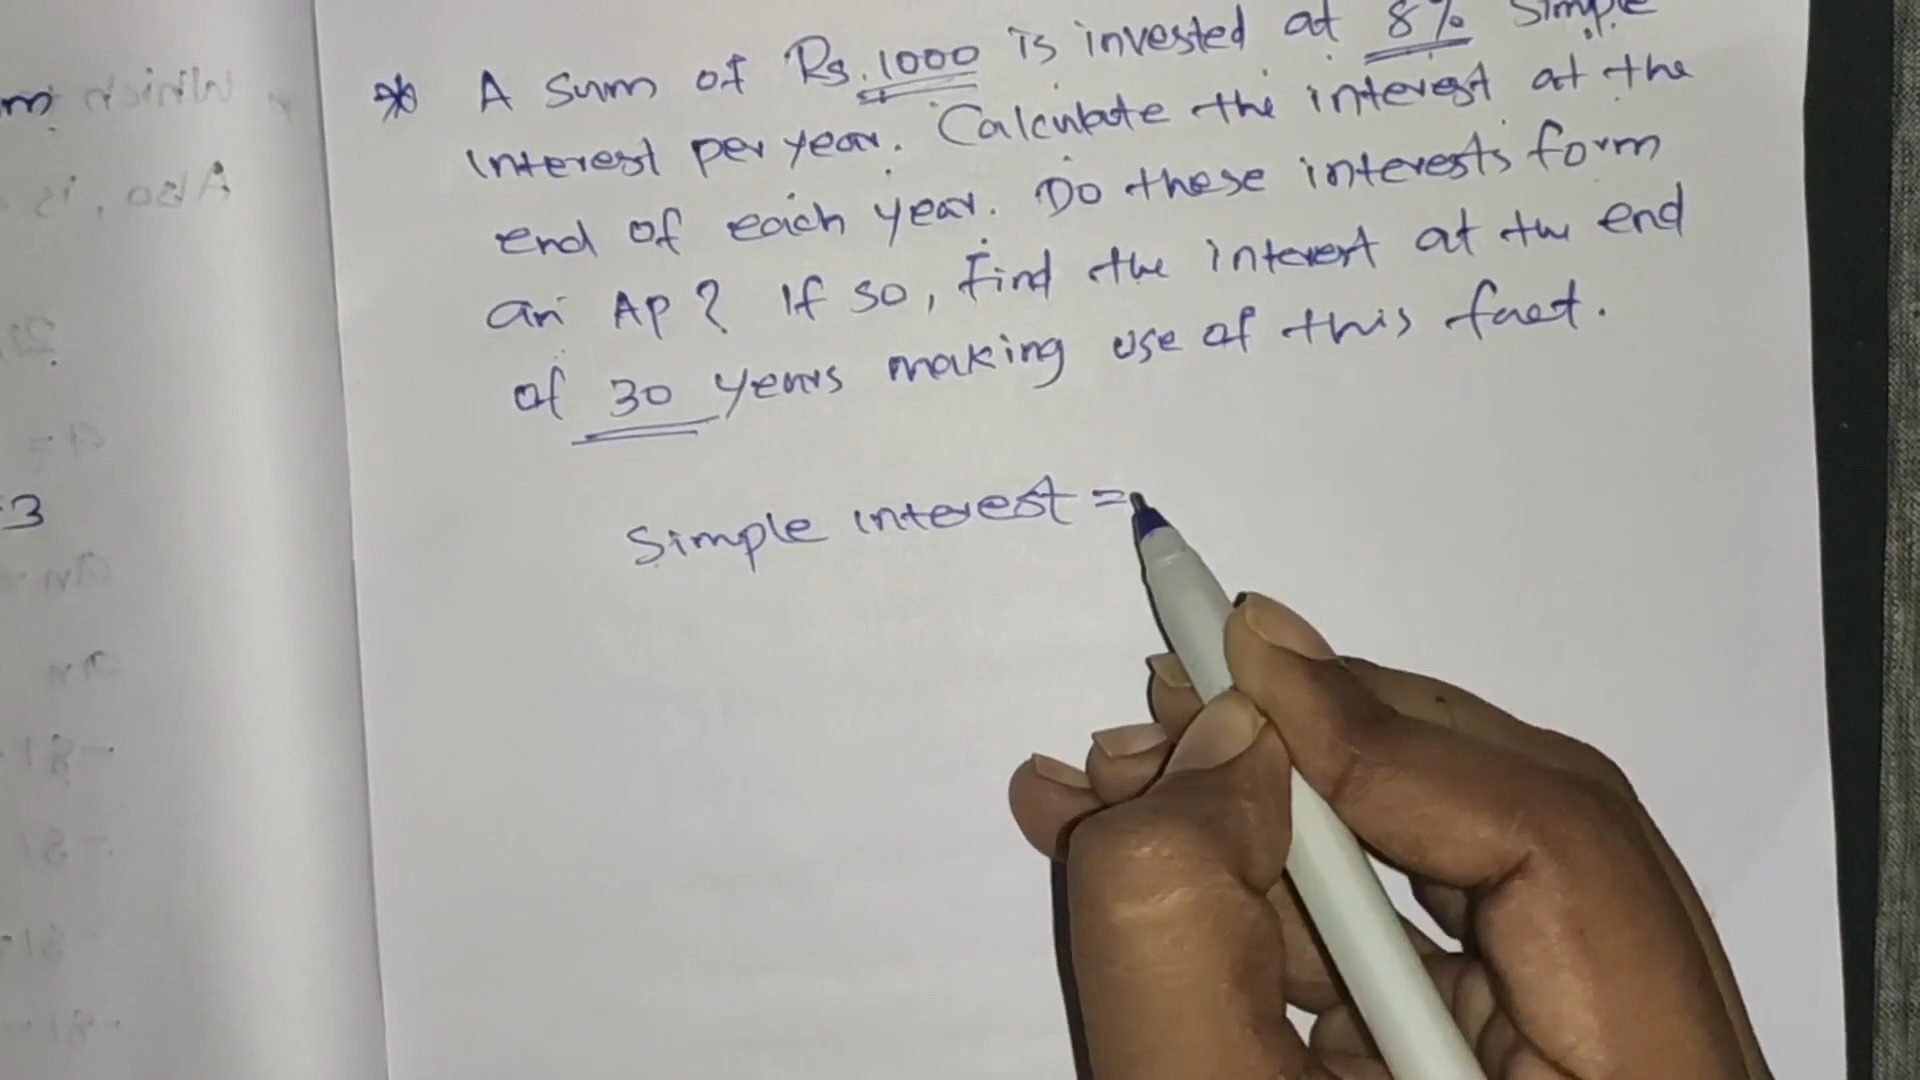 * A sum of Rs.1000 is invested at 8% simple
interest per year. Calculate the interest at the
end of each year. Do these interests form
an AP? If so, find the interest at the end
of 30 years making use of this fact.
Simple interest =
3